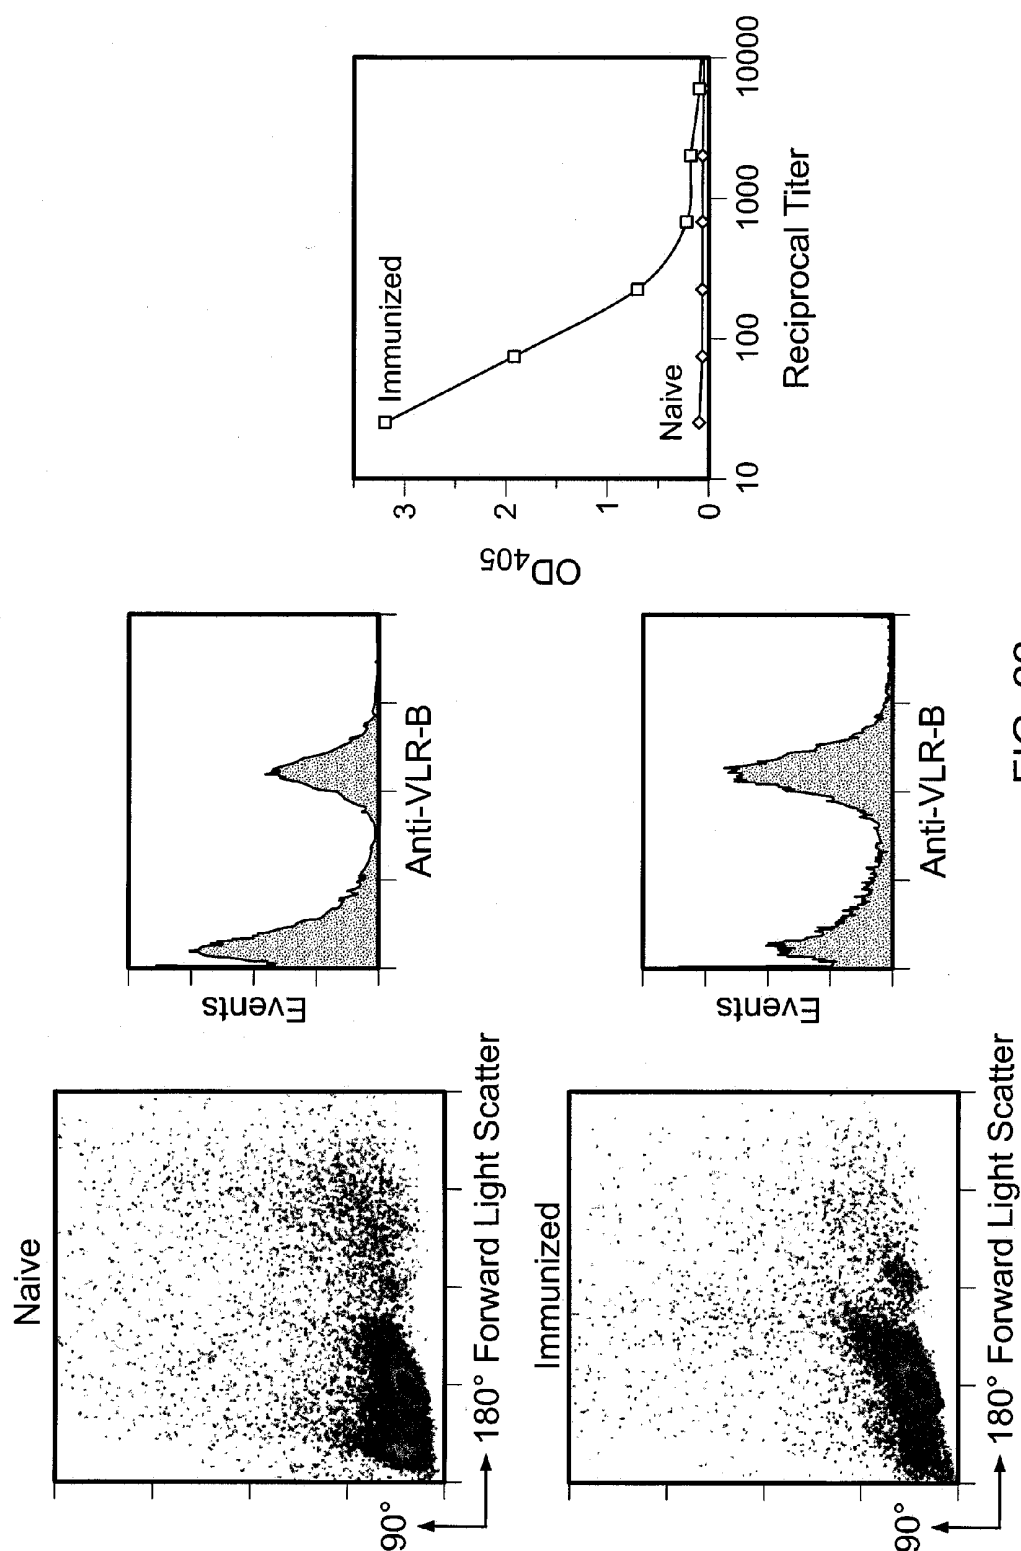 Naive
90°
180° Forward Light Scatter
Events
Anti-VLR-B
Immunized
90°
180° Forward Light Scatter
Events
Anti-VLR-B
OD405
3
2
1
0
Immunized
Naive
10
100
1000
10000
Reciprocal Titer